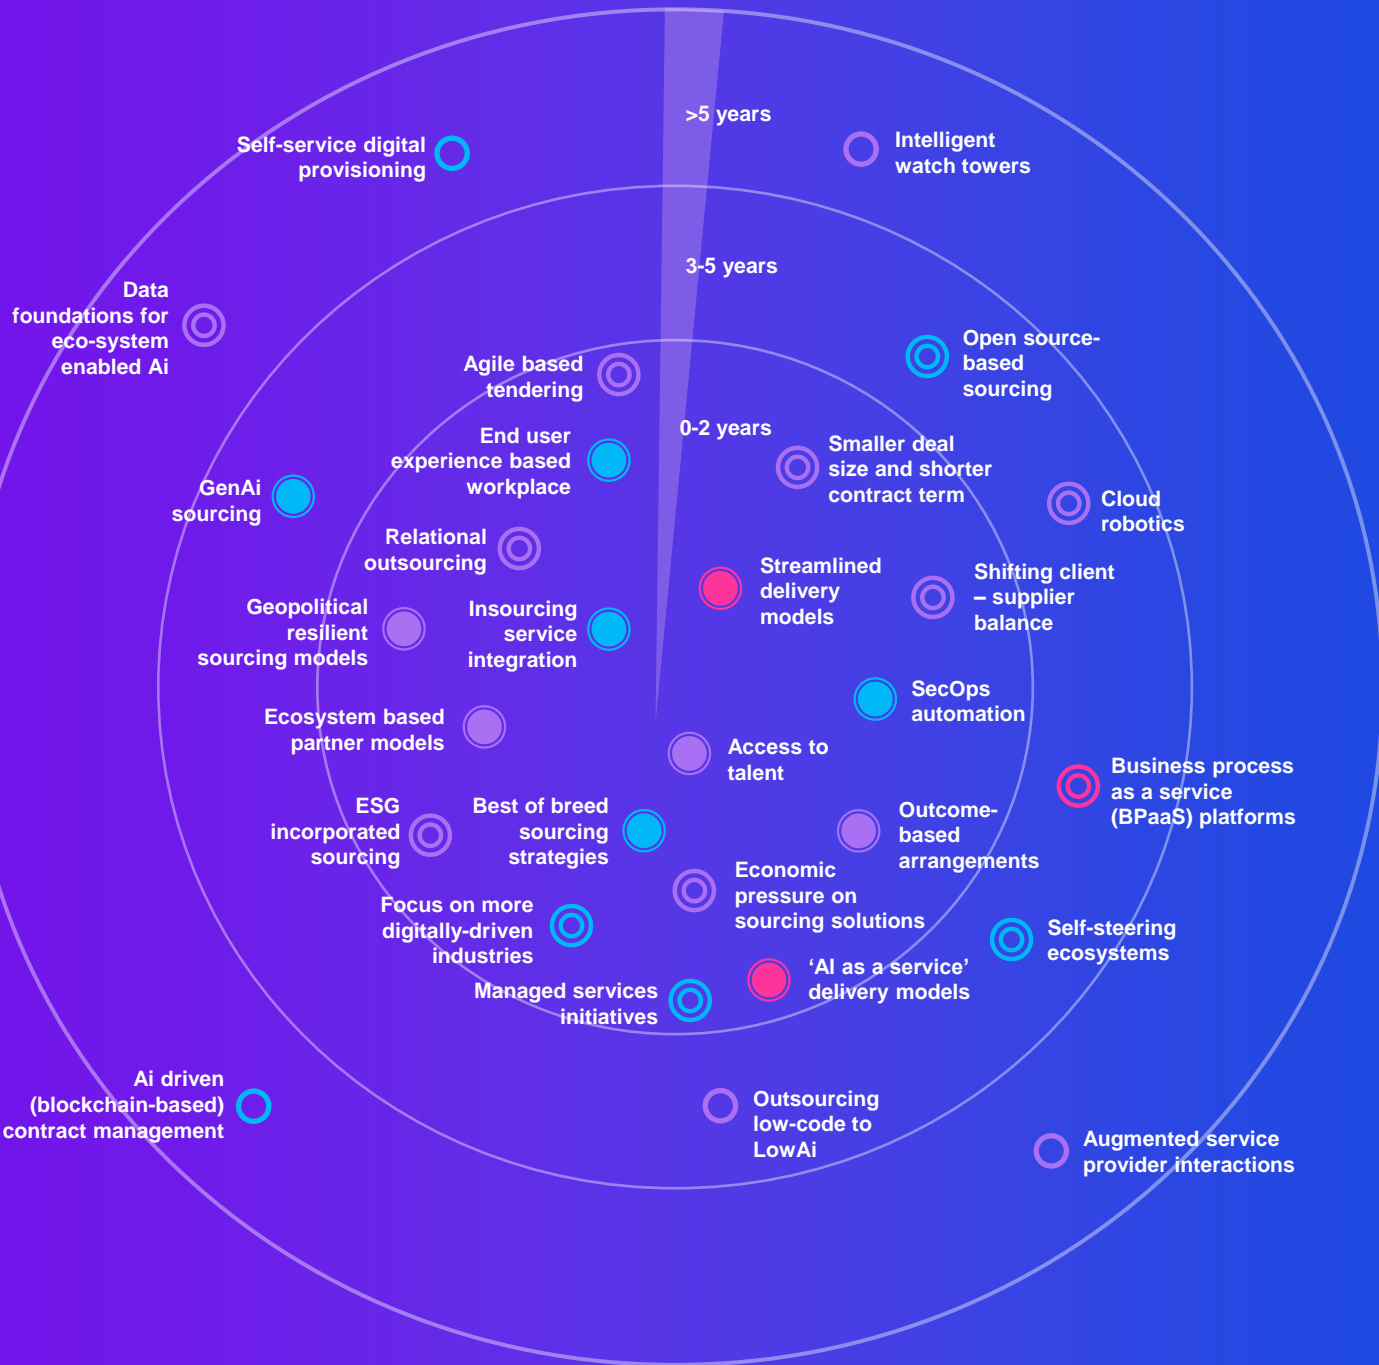 >5 years
Self-service digital
provisioning
Intelligent
watch towers
3-5 years
Data
foundations for
eco-system
enabled Ai
Open source-
based
sourcing
Agile based
tendering
0-2 years
End user
experience based
workplace
Smaller deal
size and shorter
contract term
GenAi
sourcing
Cloud
robotics
Relational
outsourcing
Streamlined
delivery
models
Shifting client
– supplier
balance
Geopolitical
resilient
sourcing models
Insourcing
service
integration
SecOps
automation
Ecosystem based
partner models
Access to
talent
Business process
as a service
(BPaaS) platforms
ESG
incorporated
sourcing
Best of breed
sourcing
strategies
Outcome-
based
arrangements
Economic
pressure on
sourcing solutions
Focus on more
digitally-driven
industries
Self-steering
ecosystems
‘AI as a service’
delivery models
Managed services
initiatives
Ai driven
(blockchain-based)
contract management
Outsourcing
low-code to
LowAi
Augmented service
provider interactions